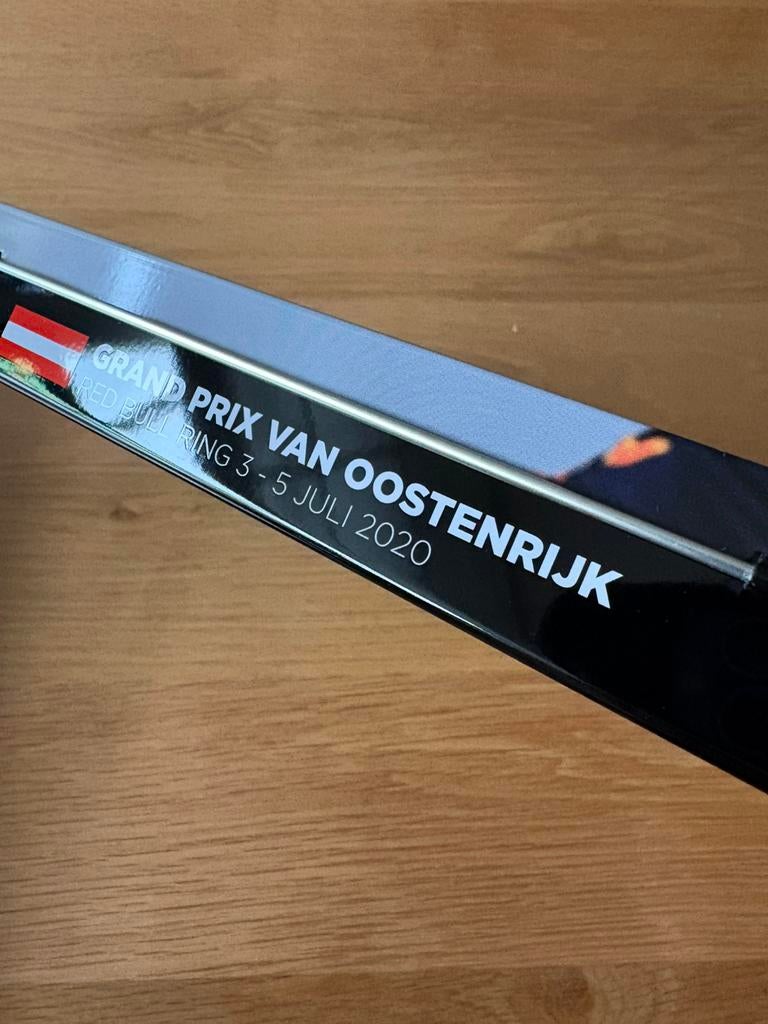 GRAND PRIX VAN OOSTENRIJK
RED BULL RING 3 - 5 JULI 2020